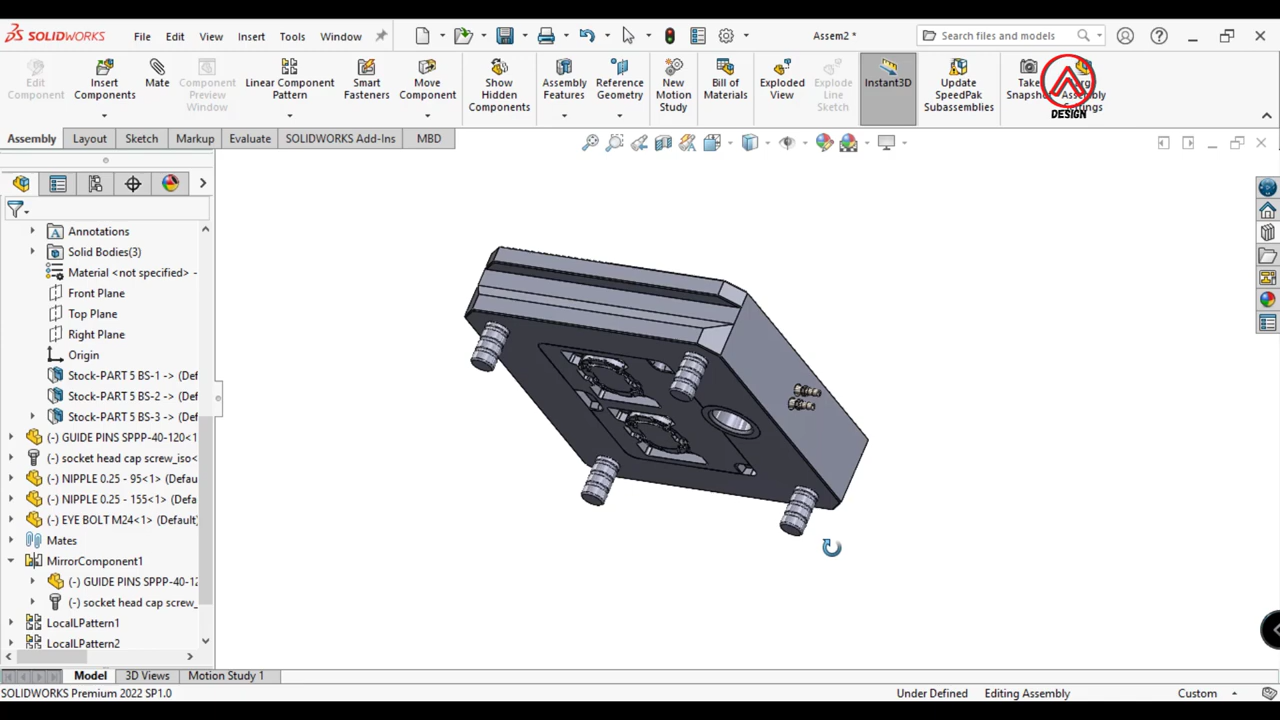 SOLIDWORKS File Edit View Insert Tools Window Assem2 * Search files and models
Edit Component
Insert Components
Mate
Component Preview Window
Linear Component Pattern
Smart Fasteners
Move Component
Show Hidden Components
Assembly Features
Reference Geometry
New Motion Study
Bill of Materials
Exploded View
Explode Line Sketch
Instant3D
Update SpeedPak Subassemblies
Take Snapshot
Assembly Settings
DESIGN
Assembly Layout Sketch Markup Evaluate SOLIDWORKS Add-Ins MBD
Annotations
Solid Bodies(3)
Material <not specified>
Front Plane
Top Plane
Right Plane
Origin
Stock-PART 5 BS-1 -> (Def
Stock-PART 5 BS-2 -> (Def
Stock-PART 5 BS-3 -> (Def
(-) GUIDE PINS SPPP-40-120<1
(-) socket head cap screw_iso<
(-) NIPPLE 0.25 - 95<1> (Defau
(-) NIPPLE 0.25 - 155<1> (Defa
(-) EYE BOLT M24<1> (Default)
Mates
MirrorComponent1
(-) GUIDE PINS SPPP-40-12
(-) socket head cap screw_
LocalLPattern1
LocalLPattern2
Model 3D Views Motion Study 1
SOLIDWORKS Premium 2022 SP1.0 Under Defined Editing Assembly Custom